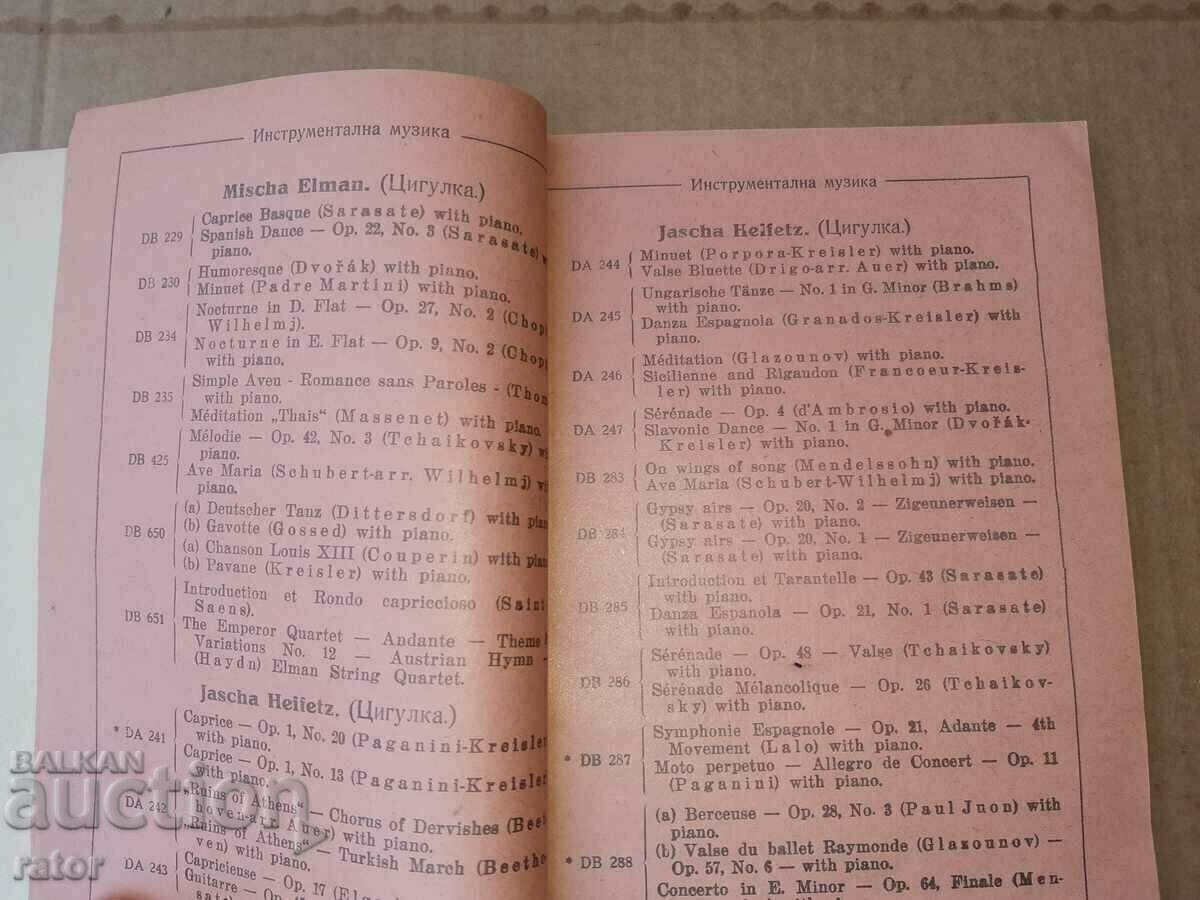 Инструментална музика
Mischa Elman. (Цигулка.)
DB 229
Caprice Basque (Sarasate) with piano.
Spanish Dance — Op. 22, No. 3 (Sarasate)
piano.
DB 230
Humoresque (Dvořák) with piano.
Minuet (Padre Martini) with piano.
DB 234
Nocturne in D. Flat — Op. 27, No. 2 (Chop
Wilhelmj).
Nocturne in E. Flat — Op. 9, No. 2 (Chop
with piano.
DB 235
Simple Aveu - Romance sans Paroles - (Thom
with piano.
Méditation „Thais“ (Massenet) with piano.
DB 425
Mélodie — Op. 42, No. 3 (Tchaikovsky) w
piano.
Ave Maria (Schubert-arr. Wilhelmj) wi
piano.
DB 650
(a) Deutscher Tanz (Dittersdorf) with pian
(b) Gavotte (Gossed) with piano.
(a) Chanson Louis XIII (Couperin) with pi
(b) Pavane (Kreisler) with piano.
DB 651
Introduction et Rondo capriccioso (Saint
Saens).
The Emperor Quartet — Andante — Theme
Variations No. 12 — Austrian Hymn —
(Haydn) Elman String Quartet.
Jascha Heifetz. (Цигулка.)
* DA 241
Caprice — Op. 1, No. 20 (Paganini-Kreisler
with piano.
Caprice — Op. 1, No. 13 (Paganini-Kreisler
with piano.
DA 242
„Ruins of Athens“ — Chorus of Dervishes (Beet
hoven-arr Auer) with piano.
„Ruins of Athens“ — Turkish March (Beetho
ven) with piano.
DA 243
Capricieuse — Op. 17 (Elga
Guitarre — Op.
sate)
Инструментална музика
Jascha Heifetz. (Цигулка.)
DA 244
Minuet (Porpora-Kreisler) with piano.
Valse Bluette (Drigo-arr. Auer) with piano.
DA 245
Ungarische Tänze — No. 1 in G. Minor (Brahms)
with piano.
Danza Espagnola (Granados-Kreisler) with
piano.
DA 246
Méditation (Glazounov) with piano.
Sicilienne and Rigaudon (Francoeur-Kreis-
ler) with piano.
DA 247
Sérénade — Op. 4 (d'Ambrosio) with piano.
Slavonic Dance — No. 1 in G. Minor (Dvořák-
Kreisler) with piano.
DB 283
On wings of song (Mendelssohn) with piano.
Ave Maria (Schubert-Wilhelmj) with piano.
DB 284
Gypsy airs — Op. 20, No. 2 — Zigeunerweisen —
(Sarasate) with piano.
Gypsy airs — Op. 20, No. 1 — Zigeunerweisen —
(Sarasate) with piano.
DB 285
Introduction et Tarantelle — Op. 43 (Sarasate)
with piano.
Danza Espanola — Op. 21, No. 1 (Sarasate)
with piano.
DB 286
Sérénade — Op. 48 — Valse (Tchaikovsky)
with piano.
Sérénade Mélancolique — Op. 26 (Tchaikov-
sky) with piano.
* DB 287
Symphonie Espagnole — Op. 21, Adante — 4th
Movement (Lalo) with piano.
Moto perpetuo — Allegro de Concert — Op. 11
(Paganini) with piano.
* DB 288
(a) Berceuse — Op. 28, No. 3 (Paul Juon) with
piano.
(b) Valse du ballet Raymonde (Glazounov) —
Op. 57, No. 6 — with piano.
Concerto in E. Minor — Op. 64, Finale (Men-
BALKAN
auction
rator